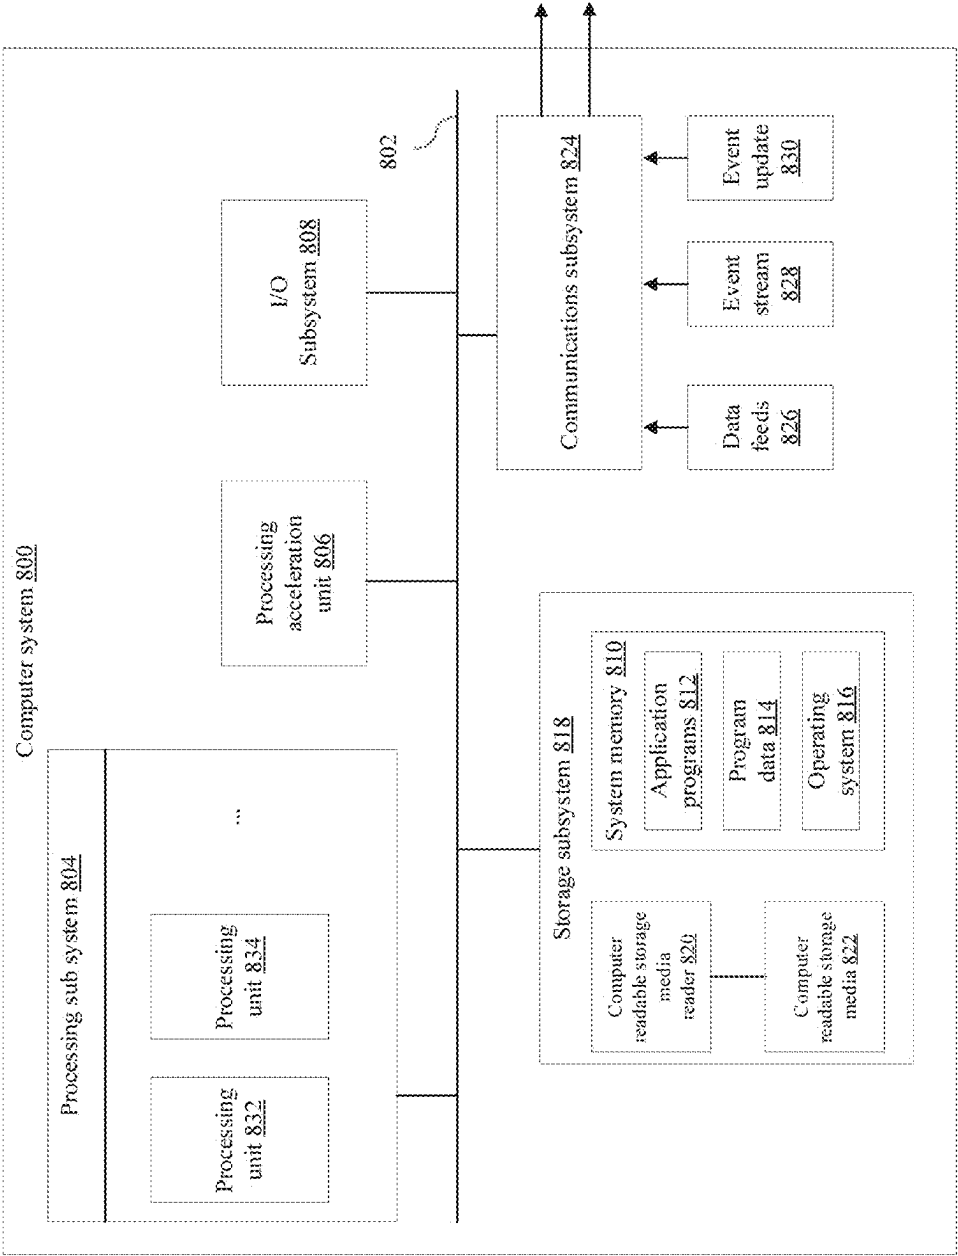 Computer system 800
Processing sub system 804
Processing
unit 832
Processing
unit 834
...
Processing
acceleration
unit 806
I/O
Subsystem 808
802
Storage subsystem 818
Computer
readable storage
media
reader 820
Computer
readable storage
media 822
System memory 810
Application
programs 812
Program
data 814
Operating
system 816
Communications subsystem 824
Data
feeds
826
Event
stream
828
Event
update
830